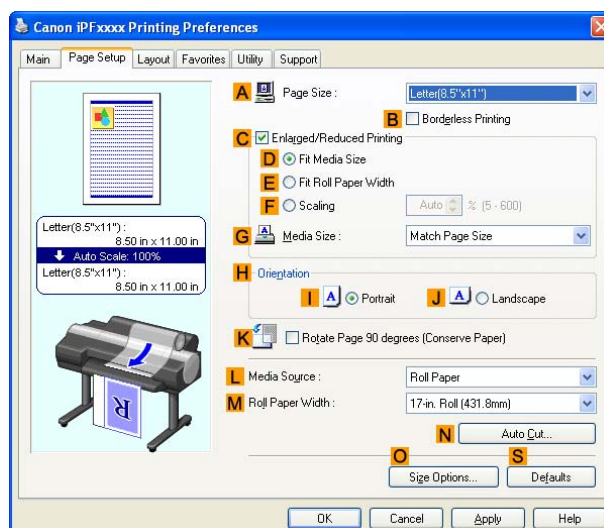 Canon iPFxxxx Printing Preferences
Main Page Setup Layout Favorites Utility Support
A Page Size : Letter(8.5"x11")
B Borderless Printing
C Enlarged/Reduced Printing
D Fit Media Size
E Fit Roll Paper Width
F Scaling Auto % (5 - 600)
Letter(8.5"x11") :
8.50 in x 11.00 in
Auto Scale: 100%
Letter(8.5"x11") :
8.50 in x 11.00 in
G A Media Size : Match Page Size
H Orientation
I A Portrait J A Landscape
K Rotate Page 90 degrees (Conserve Paper)
R
L Media Source : Roll Paper
M Roll Paper Width : 17-in. Roll (431.8mm)
N Auto Cut...
O S
Size Options... Defaults
OK Cancel Apply Help